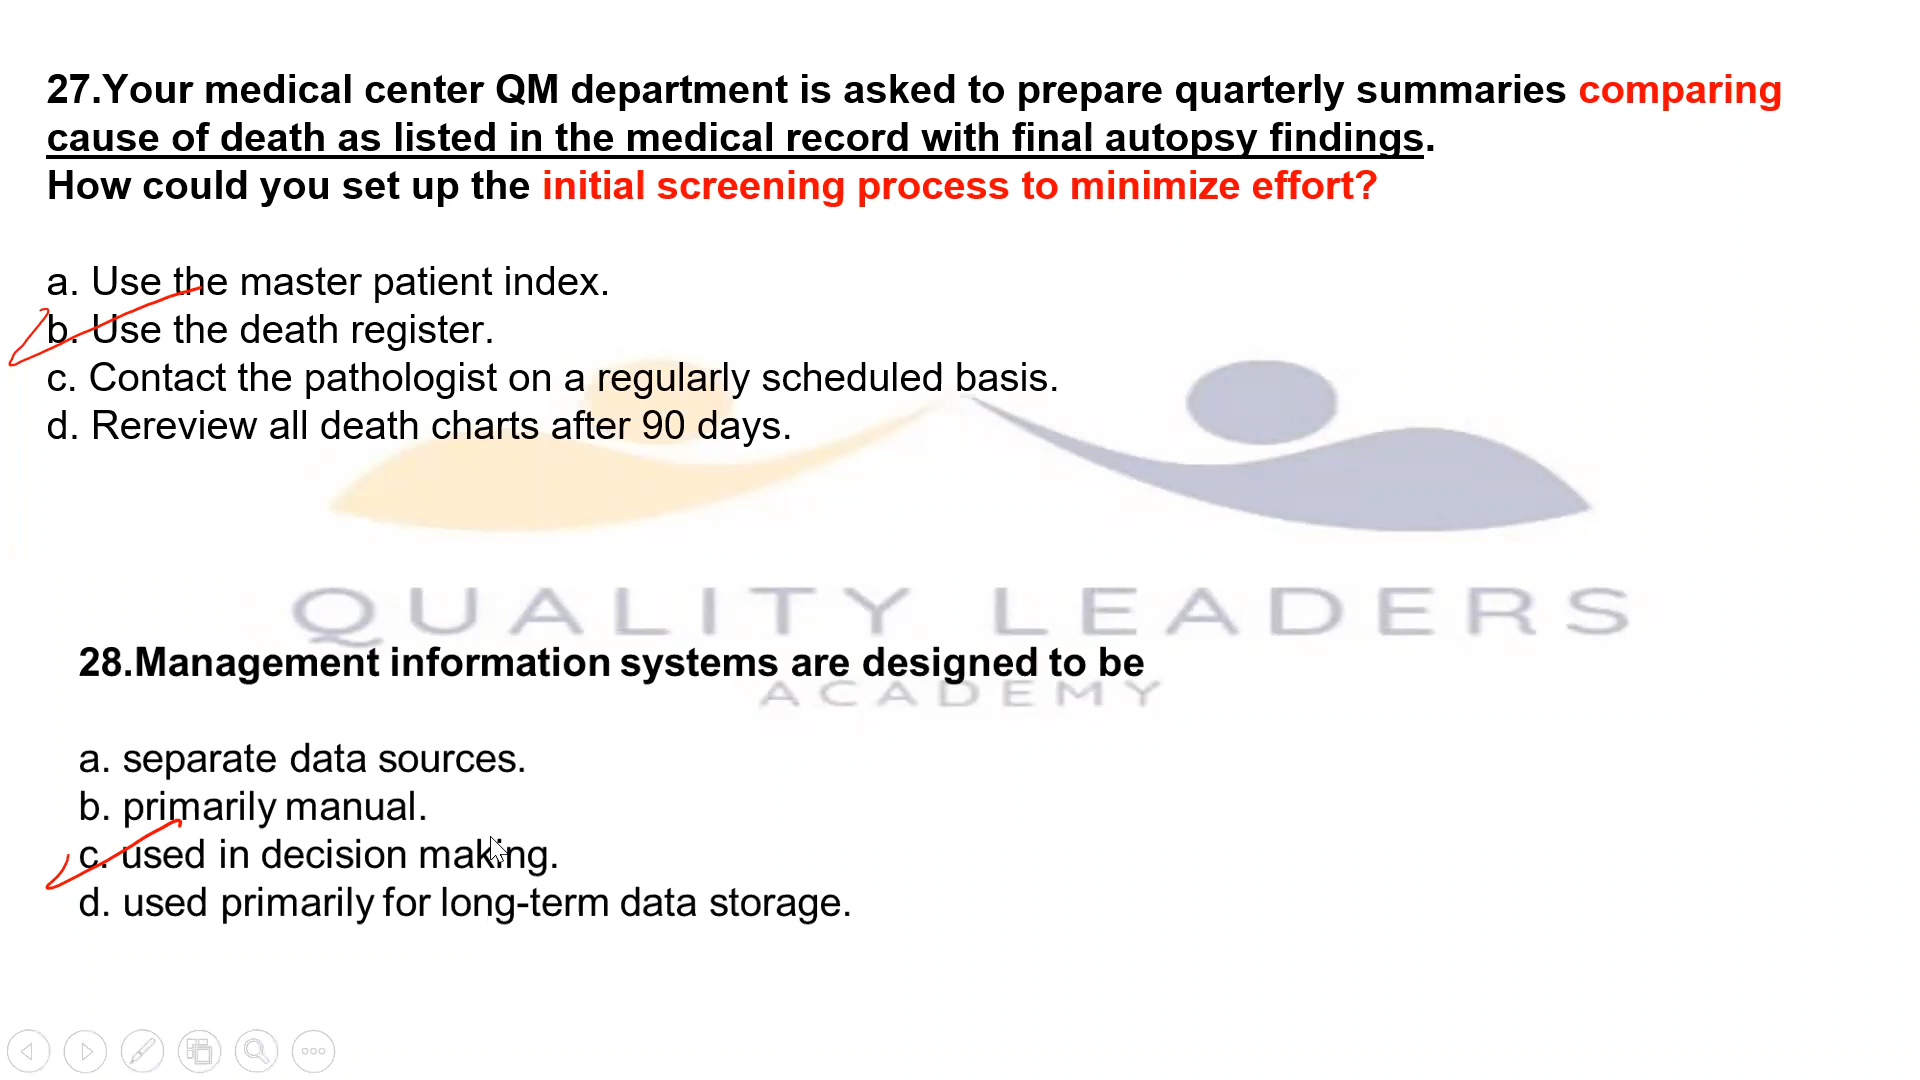 27.Your medical center QM department is asked to prepare quarterly summaries comparing
cause of death as listed in the medical record with final autopsy findings.
How could you set up the initial screening process to minimize effort?
a. Use the master patient index.
b. Use the death register.
c. Contact the pathologist on a regularly scheduled basis.
d. Rereview all death charts after 90 days.
QUALITY LEADERS
28.Management information systems are designed to be
ACADEMY
a. separate data sources.
b. primarily manual.
c. used in decision making.
d. used primarily for long-term data storage.